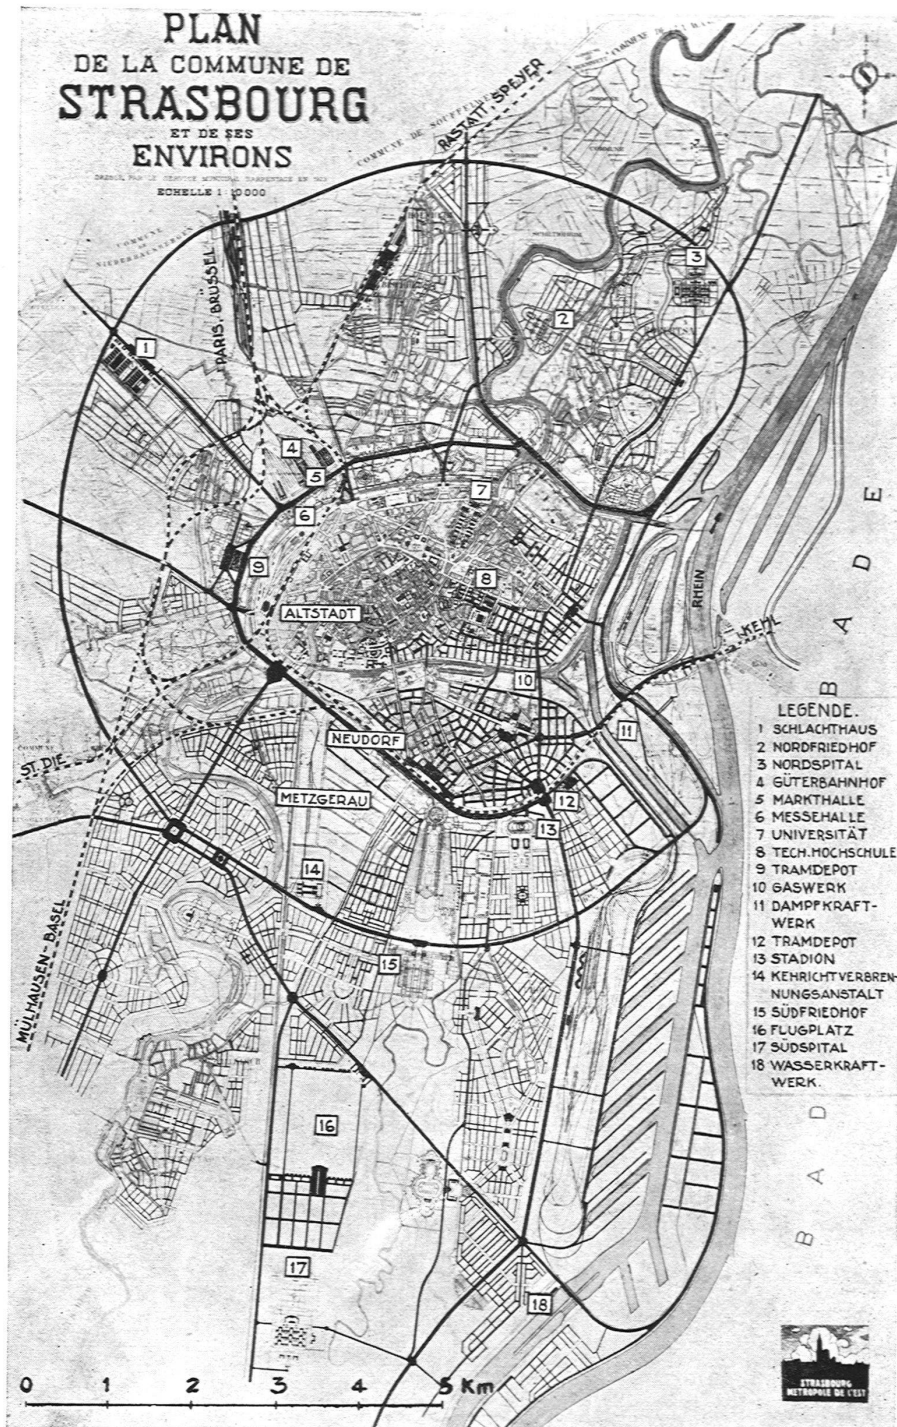 PLAN
DE LA COMMUNE DE
STRASBOURG
ET DE SES
ENVIRONS
ECHELLE 1:10000
COMMUNE DE
RASTATT-SPEYER
COMMUNE
PARIS, BRUSSEL
1
2
3
4
5
6
7
8
9
ALTSTADT
RHEIN
KEHL
BADE
10
11
NEUDORF
ST. DIE
METZGERAU
12
13
14
15
MÜLHAUSEN-BASEL
16
17
18
BAD
LEGENDE.
1 SCHLACHTHAUS
2 NORDFRIEDHOF
3 NORDSPITAL
4 GÜTERBAHNHOF
5 MARKTHALLE
6 MESSEHALLE
7 UNIVERSITÄT
8 TECH. HOCHSCHULE
9 TRAMDEPOT
10 GASWERK
11 DAMPFKRAFT-
WERK
12 TRAMDEPOT
13 STADION
14 KEHRICHTVERBREN-
NUNGSANSTALT
15 SÜDFRIEDHOF
16 FLUGPLATZ
17 SÜDSPITAL
18 WASSERKRAFT-
WERK.
0 1 2 3 4 5 Km
STRASBOURG
METROPOLE DE L'EST